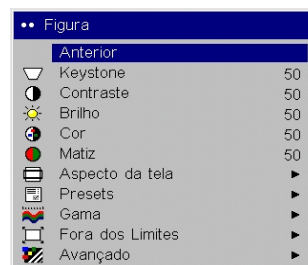 Figura
Anterior
Keystone 50
Contraste 50
Brilho 50
Cor 50
Matiz 50
Aspecto da tela
Presets
Gama
Fora dos Limites
Avançado